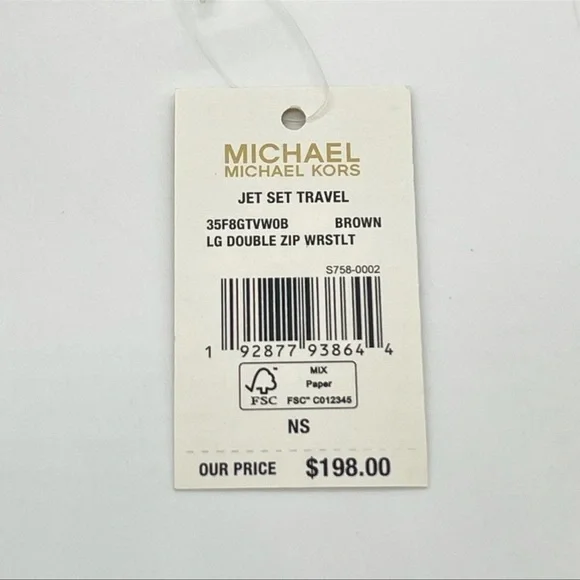 MICHAEL
MICHAEL KORS
JET SET TRAVEL
35F8GTVW0B BROWN
LG DOUBLE ZIP WRSTLT
S758-0002
1 92877 93864 4
MIX
Paper
FSC™ C012345
FSC
NS
OUR PRICE $198.00